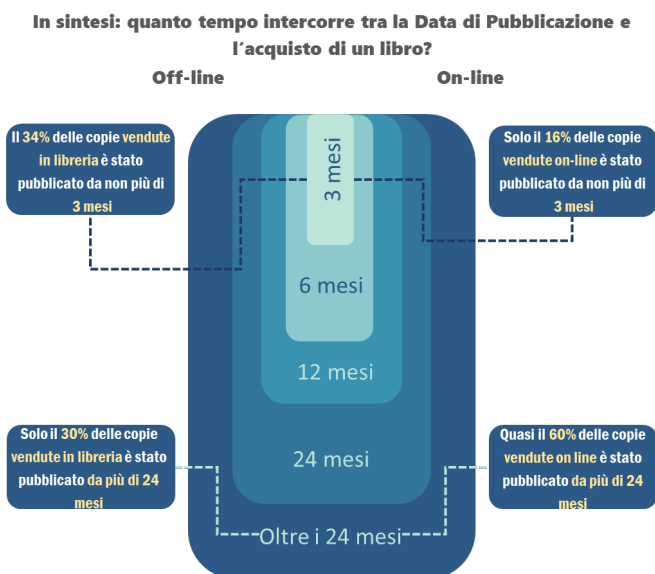 In sintesi: quanto tempo intercorre tra la Data di Pubblicazione e
l'acquisto di un libro?
Off-line
On-line
Il 34% delle copie vendute
in libreria è stato
pubblicato da non più di
3 mesi
Solo il 16% delle copie
vendute on-line è stato
pubblicato da non più di
3 mesi
3 mesi
6 mesi
12 mesi
24 mesi
Oltre i 24 mesi
Solo il 30% delle copie
vendute in libreria è stato
pubblicato da più di 24
mesi
Quasi il 60% delle copie
vendute on line è stato
pubblicato da più di 24
mesi